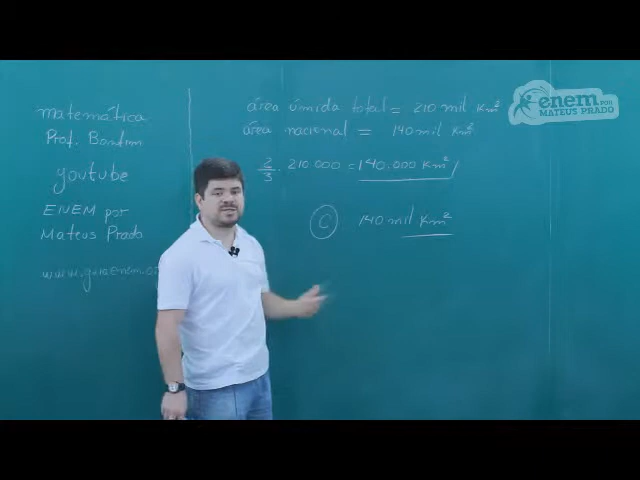 matemática
Prof. Bontim
youtube
ENEM por
Mateus Prado
área úmida total = 210 mil Km²
área nacional = 140 mil Km²
2/3 . 210.000 = 140.000 Km²
C 140 mil Km²
enem POR
MATEUS PRADO